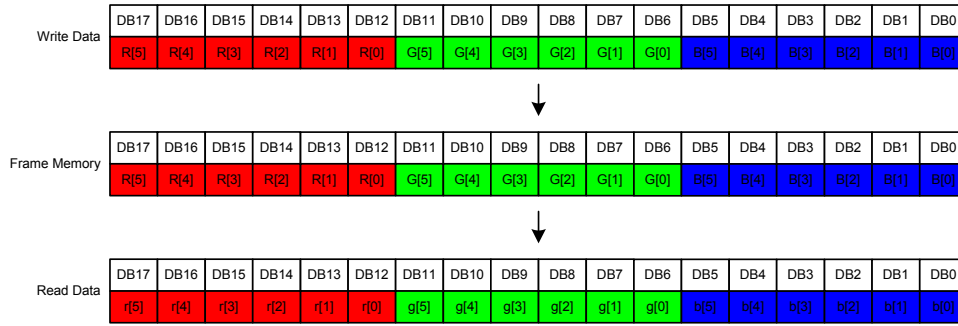 DB17 DB16 DB15 DB14 DB13 DB12 DB11 DB10 DB9 DB8 DB7 DB6 DB5 DB4 DB3 DB2 DB1 DB0
Write Data
R[5] R[4] R[3] R[2] R[1] R[0] G[5] G[4] G[3] G[2] G[1] G[0] B[5] B[4] B[3] B[2] B[1] B[0]
DB17 DB16 DB15 DB14 DB13 DB12 DB11 DB10 DB9 DB8 DB7 DB6 DB5 DB4 DB3 DB2 DB1 DB0
Frame Memory
R[5] R[4] R[3] R[2] R[1] R[0] G[5] G[4] G[3] G[2] G[1] G[0] B[5] B[4] B[3] B[2] B[1] B[0]
DB17 DB16 DB15 DB14 DB13 DB12 DB11 DB10 DB9 DB8 DB7 DB6 DB5 DB4 DB3 DB2 DB1 DB0
Read Data
r[5] r[4] r[3] r[2] r[1] r[0] g[5] g[4] g[3] g[2] g[1] g[0] b[5] b[4] b[3] b[2] b[1] b[0]